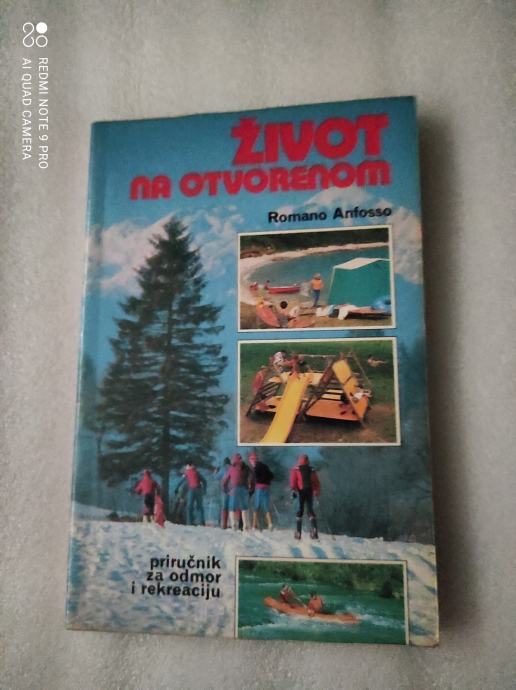 REDMI NOTE 9 PRO
AI QUAD CAMERA
ŽIVOT
NA OTVORENOM
Romano Anfosso
priručnik
za odmor
i rekreaciju